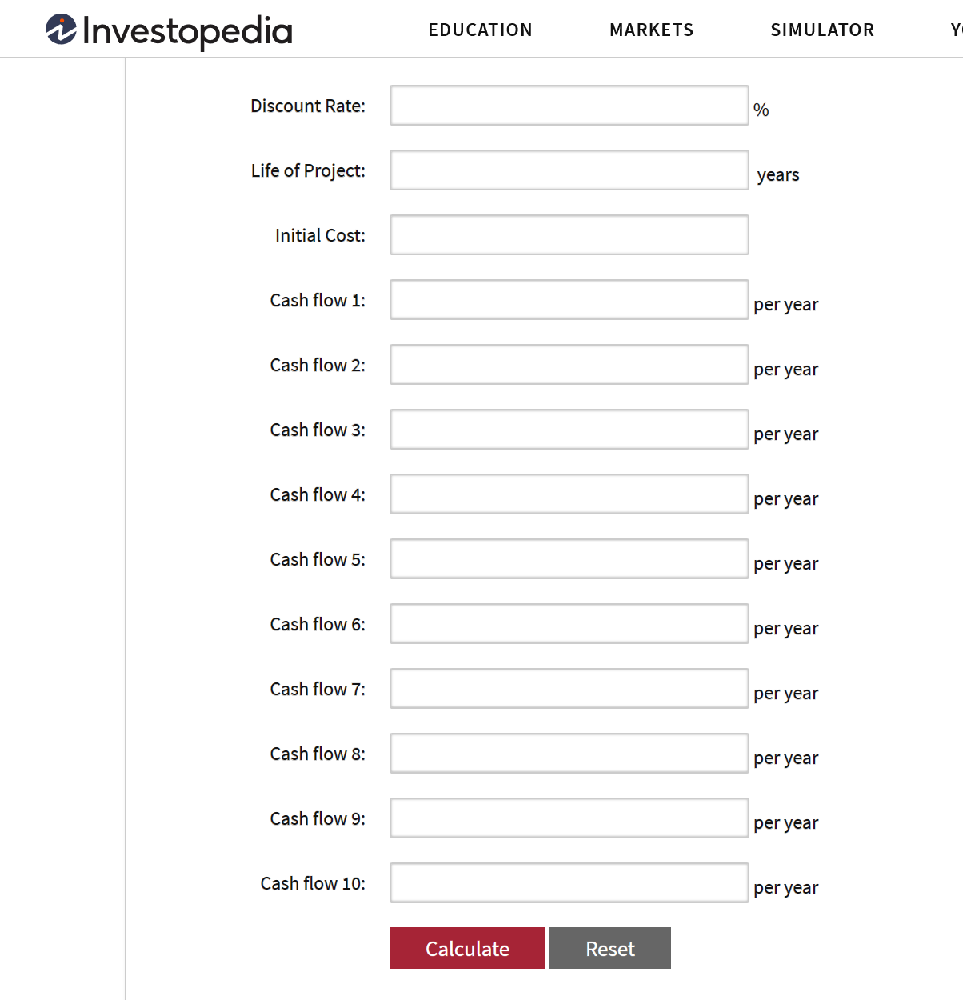 Investopedia EDUCATION MARKETS SIMULATOR
Discount Rate: %
Life of Project: years
Initial Cost:
Cash flow 1: per year
Cash flow 2: per year
Cash flow 3: per year
Cash flow 4: per year
Cash flow 5: per year
Cash flow 6: per year
Cash flow 7: per year
Cash flow 8: per year
Cash flow 9: per year
Cash flow 10: per year
Calculate Reset